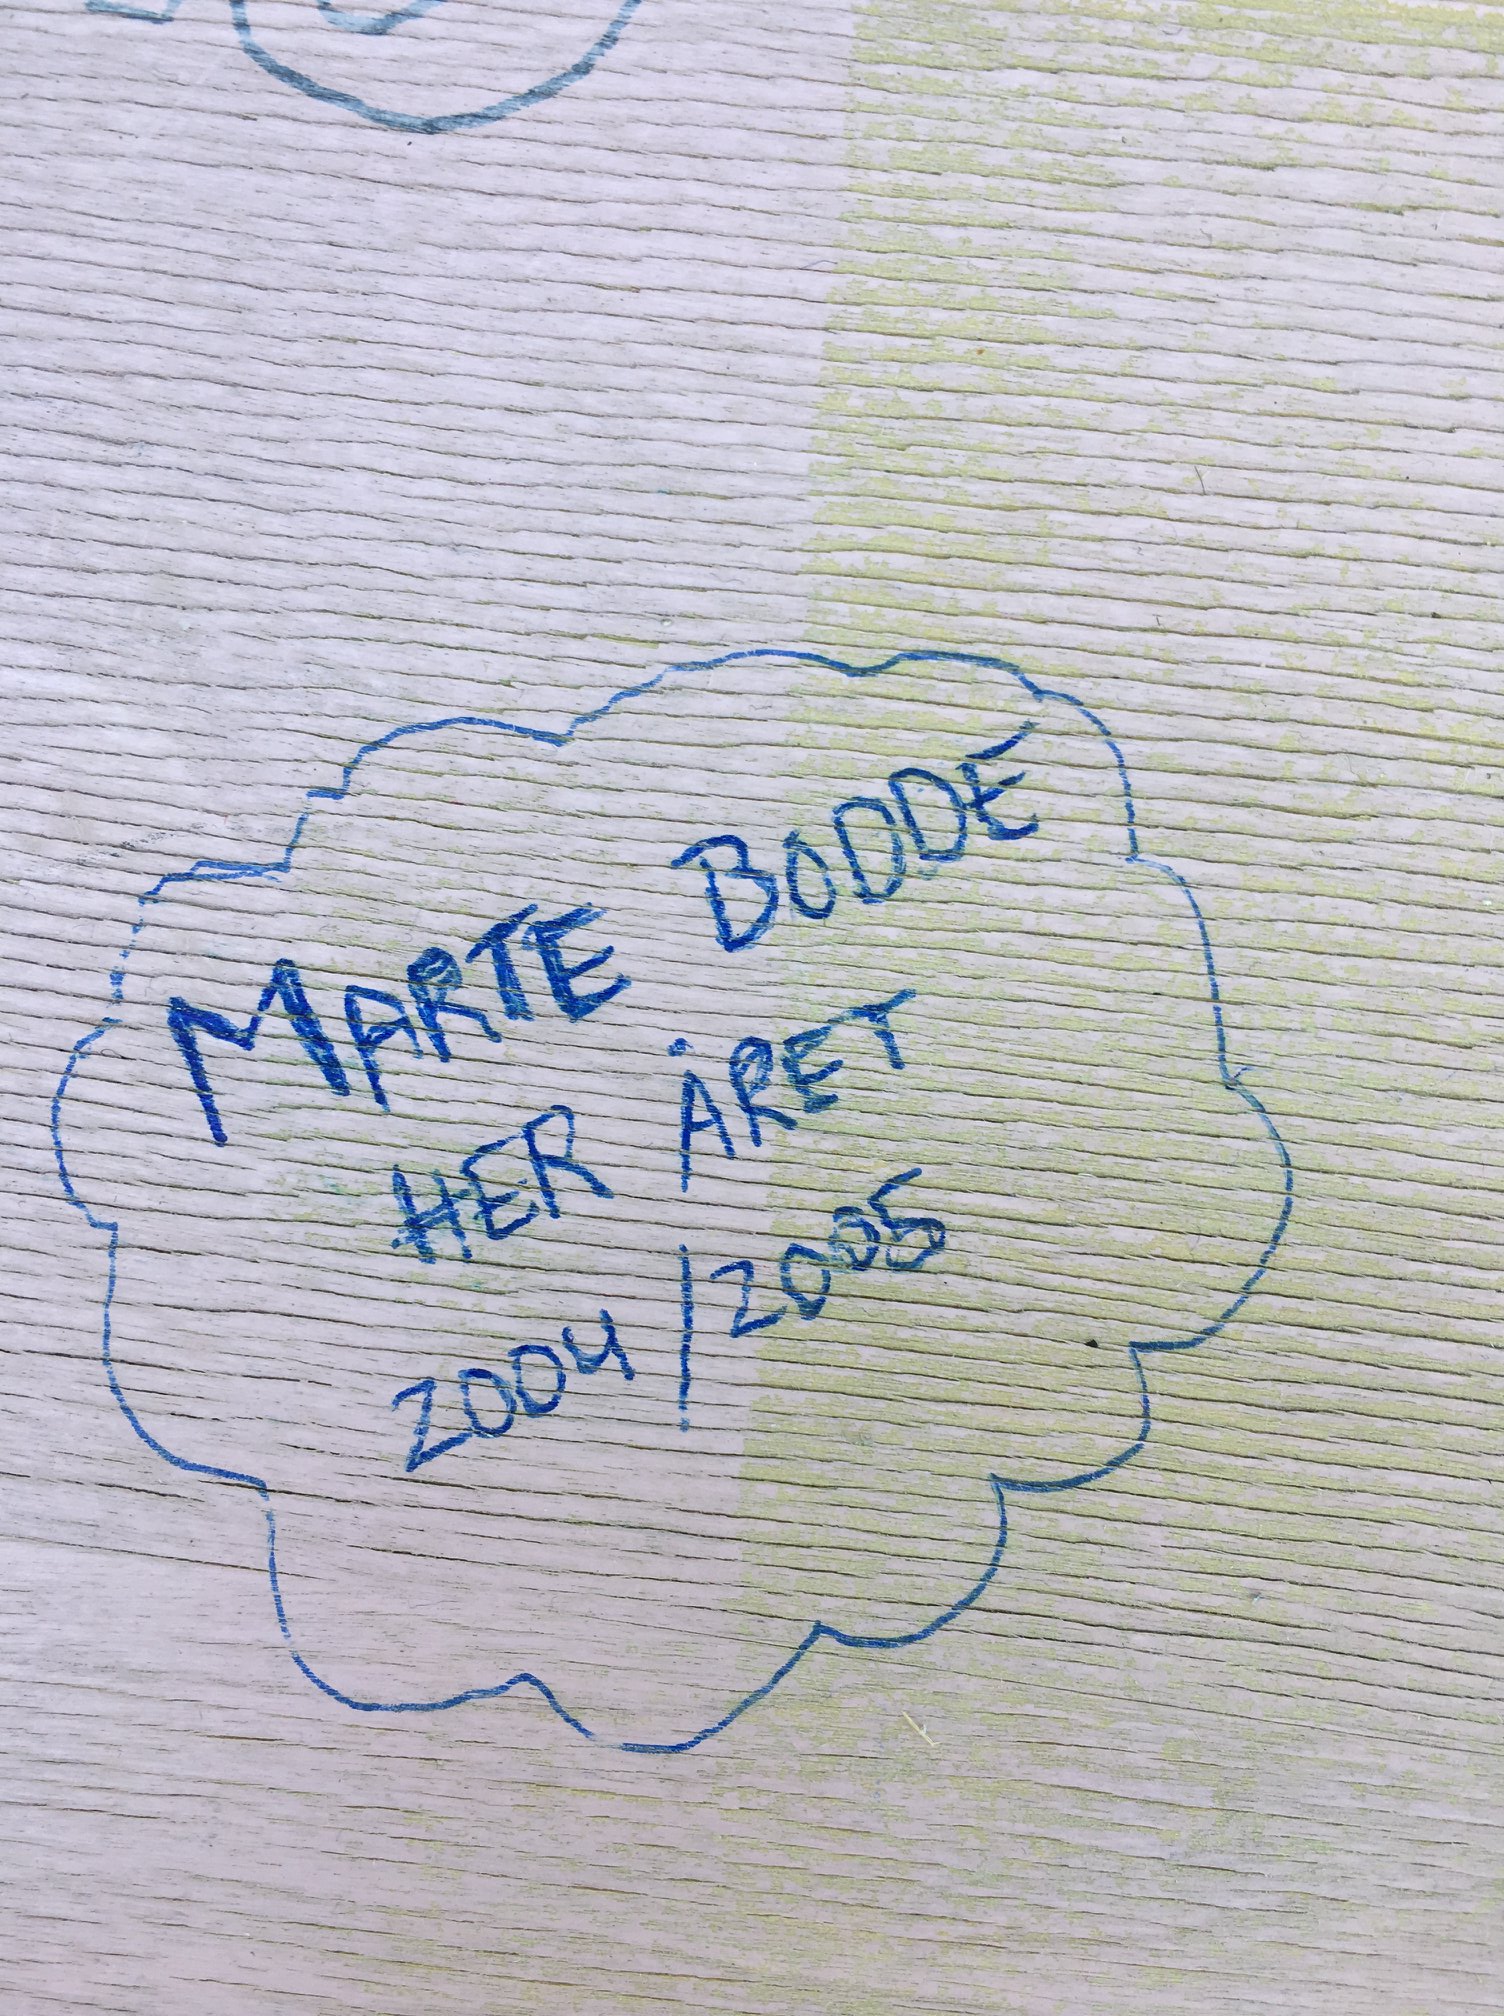 MARTE BODDE
HER ÅRET
2004/2005